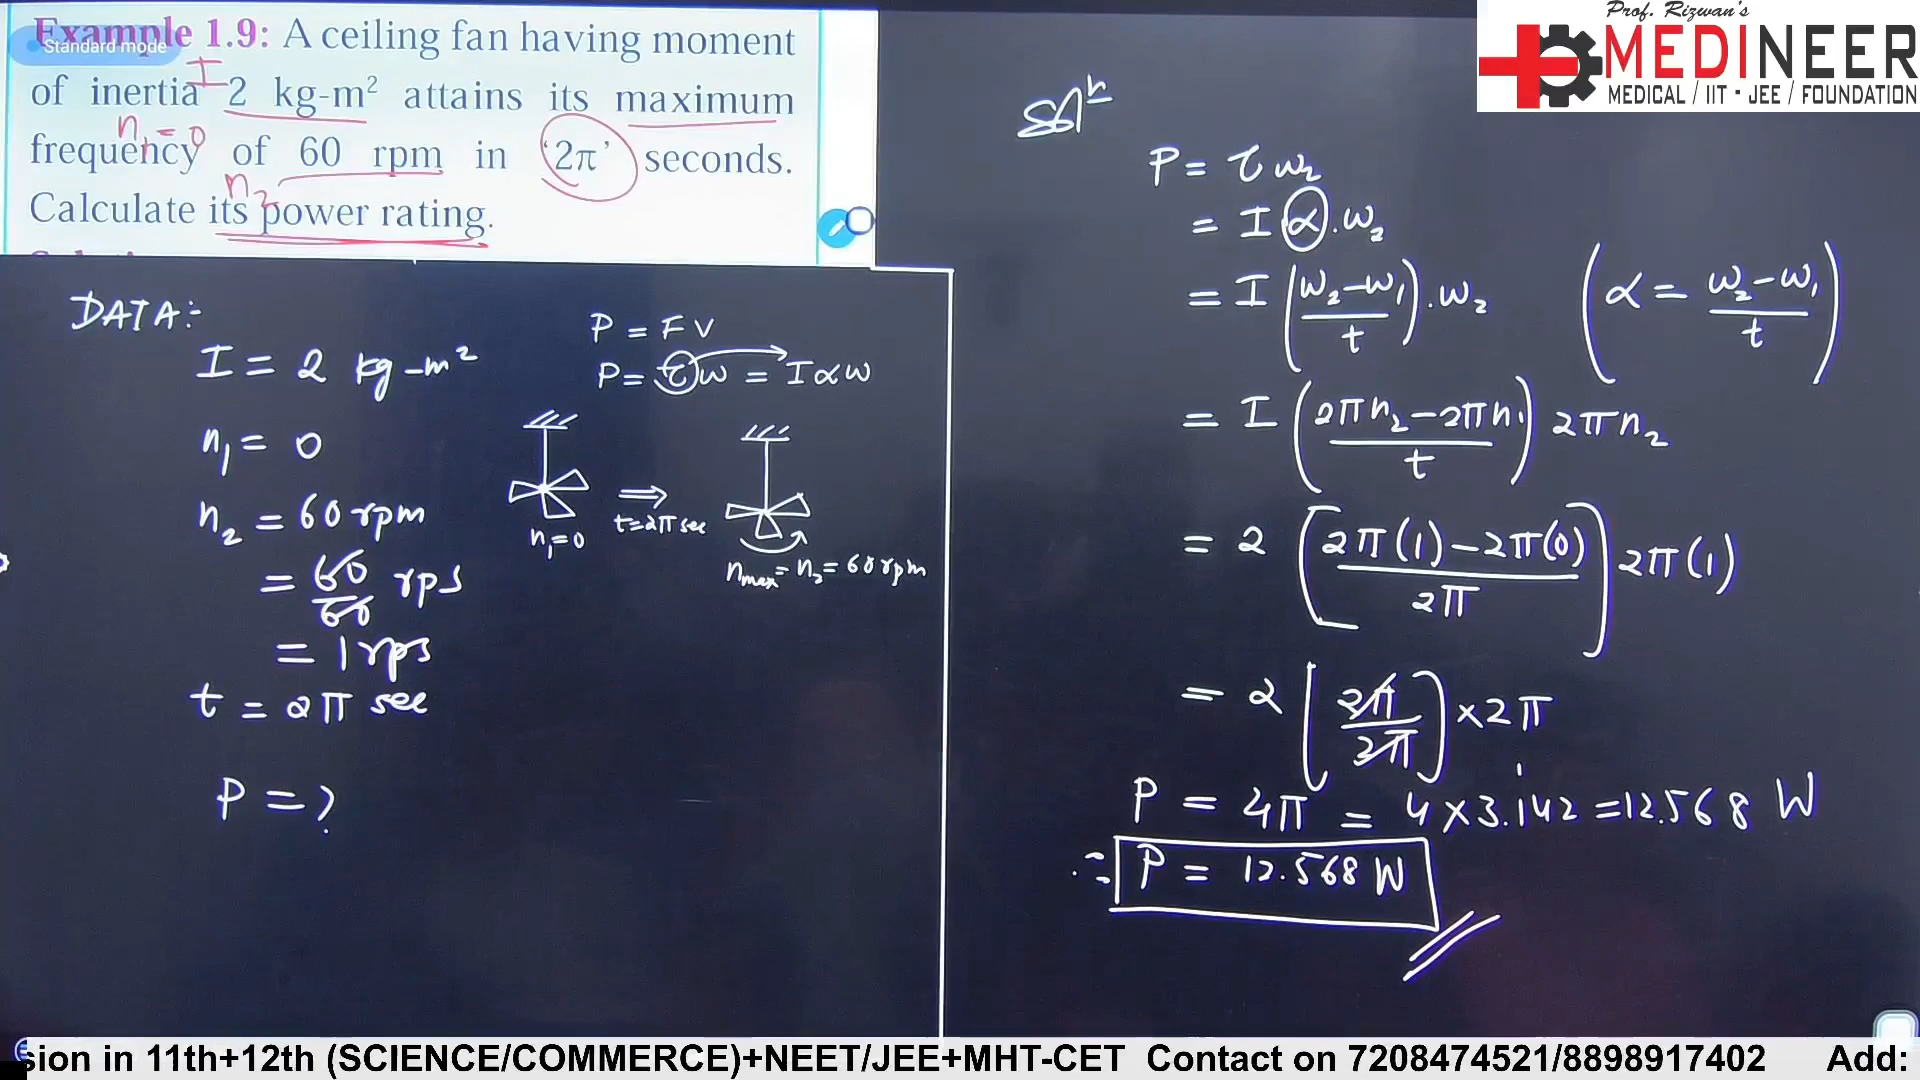 Example 1.9: A ceiling fan having moment
Standard mode
I
of inertia 2 kg-m² attains its maximum
n₁=0
frequency of 60 rpm in ‘2π’ seconds.
n₂
Calculate its power rating.
DATA:-
I = 2 kg-m²
n₁ = 0
n₂ = 60 rpm
= 60/60 rps
= 1 rps
t = 2π sec
P = ?
P = F V
P = τω = Iαω
n₁=0
t=2π sec
nmax = n₂ = 60 rpm
Solⁿ
P = τω₂
= Iα.ω₂
= I((ω₂-ω₁)/t).ω₂ (α = (ω₂-ω₁)/t)
= I((2πn₂-2πn₁)/t) 2πn₂
= 2[(2π(1)-2π(0))/2π] 2π(1)
= 2[2π/2π]×2π
P = 4π = 4×3.142 = 12.568 W
∴ P = 12.568 W
Prof. Rizwan's
MEDINEER
MEDICAL / IIT - JEE / FOUNDATION
sion in 11th+12th (SCIENCE/COMMERCE)+NEET/JEE+MHT-CET Contact on 7208474521/8898917402 Add: